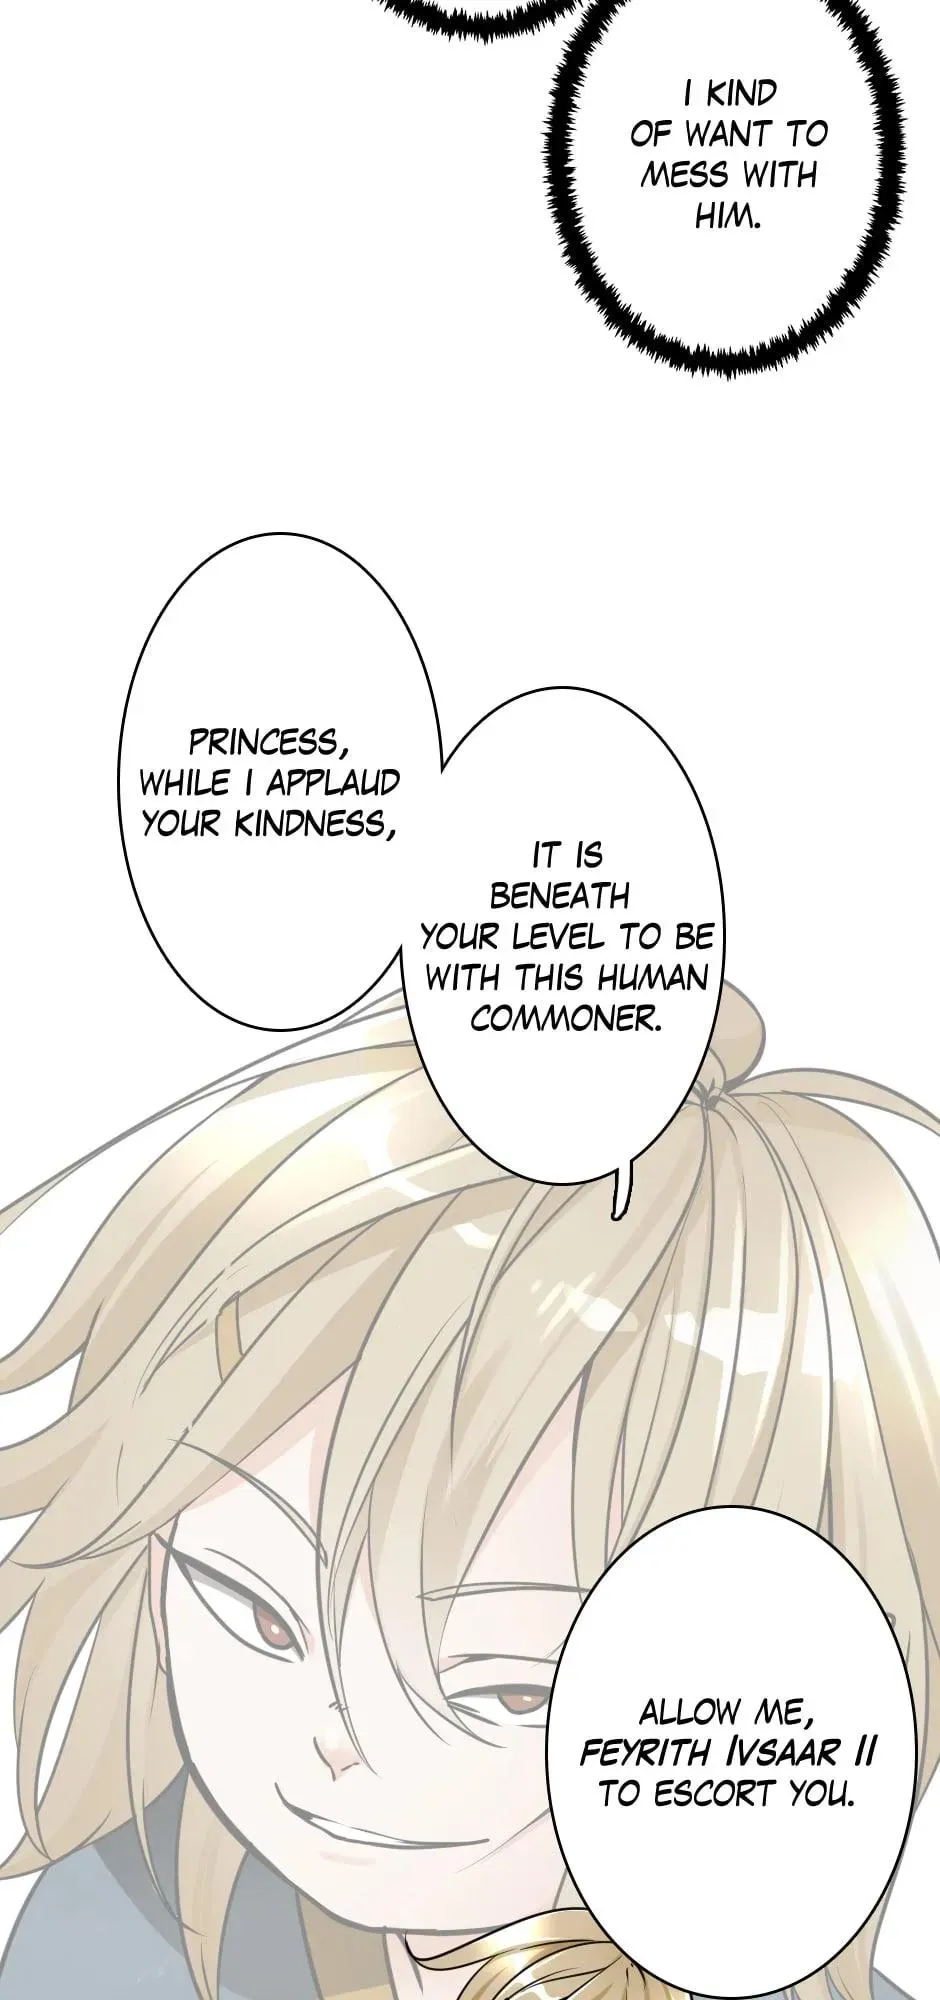 I KIND
OF WANT TO
MESS WITH
HIM.
PRINCESS,
WHILE I APPLAUD
YOUR KINDNESS,
IT IS
BENEATH
YOUR LEVEL TO BE
WITH THIS HUMAN
COMMONER.
ALLOW ME,
FEYRITH IVSAAR II
TO ESCORT YOU.